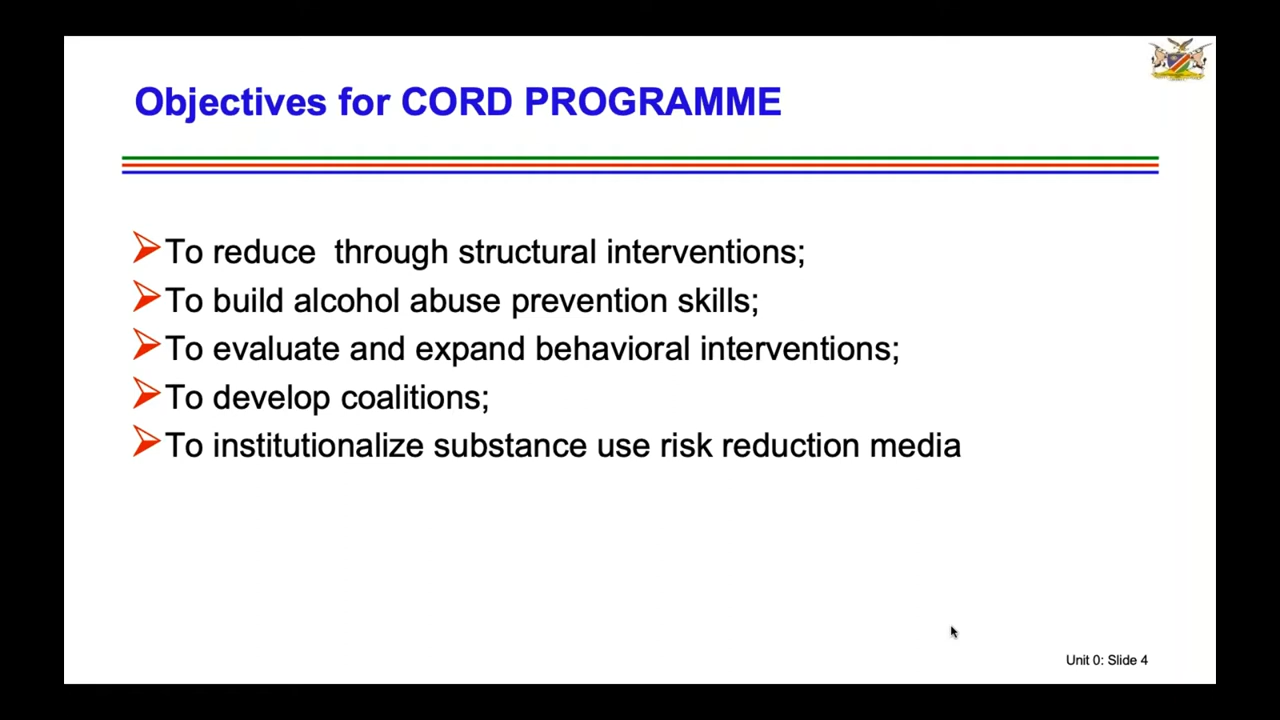 Objectives for CORD PROGRAMME
To reduce  through structural interventions;
To build alcohol abuse prevention skills;
To evaluate and expand behavioral interventions;
To develop coalitions;
To institutionalize substance use risk reduction media
Unit 0: Slide 4